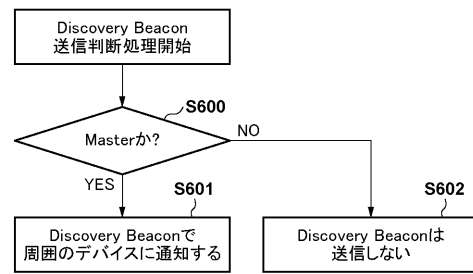 Discovery Beacon
送信判断処理開始
S600
Masterか?
NO
YES
S601
Discovery Beaconで
周囲のデバイスに通知する
S602
Discovery Beaconは
送信しない